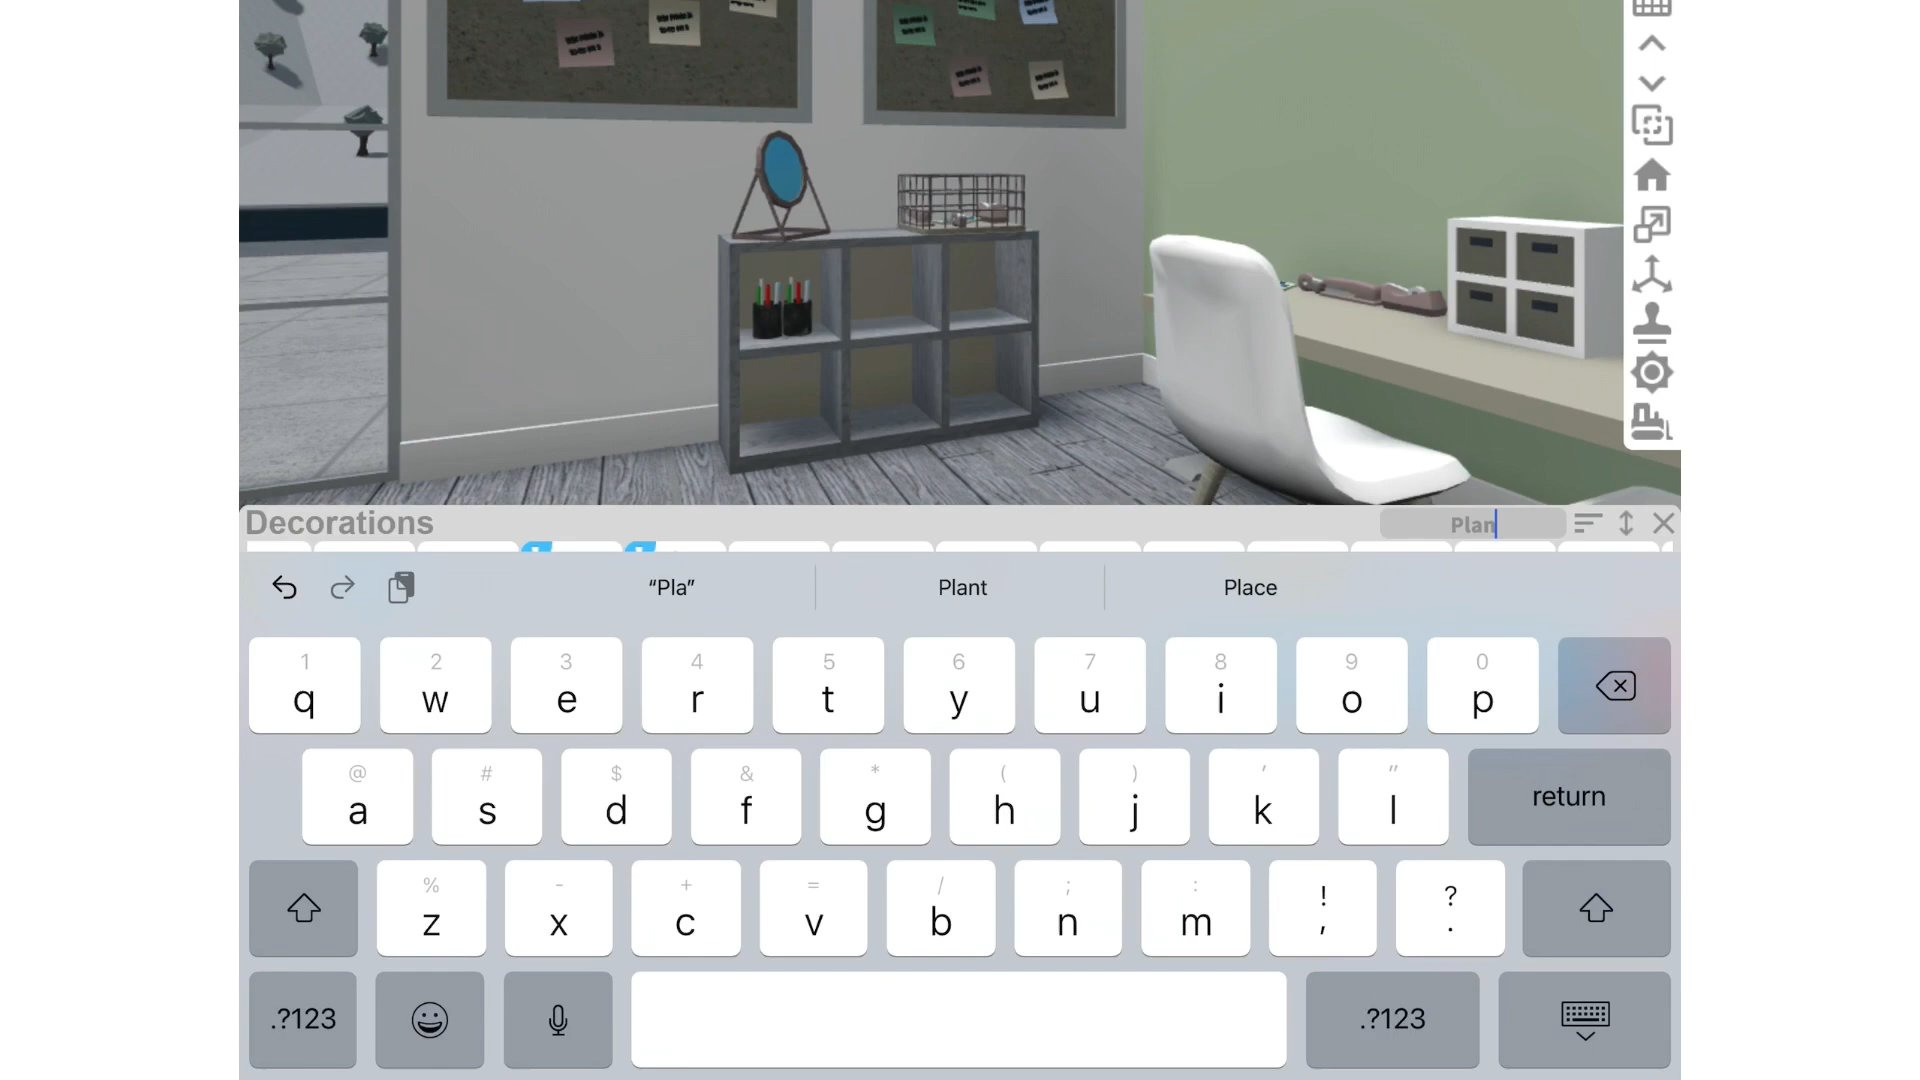 Decorations
Plan
“Pla” Plant Place
1 2 3 4 5 6 7 8 9 0
q w e r t y u i o p
@ # $ & * ( ) ' "
a s d f g h j k l return
% - + = / ; : ! ?
z x c v b n m , .
.?123 .?123